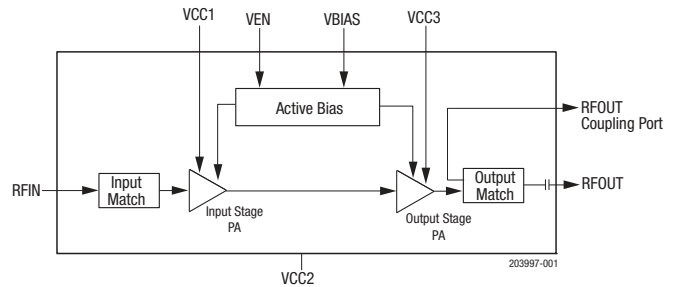 VCC1
VEN
VBIAS
VCC3
Active Bias
RFOUT
Coupling Port
RFIN
Input
Match
Input Stage
PA
Output Stage
PA
Output
Match
RFOUT
203997-001
VCC2